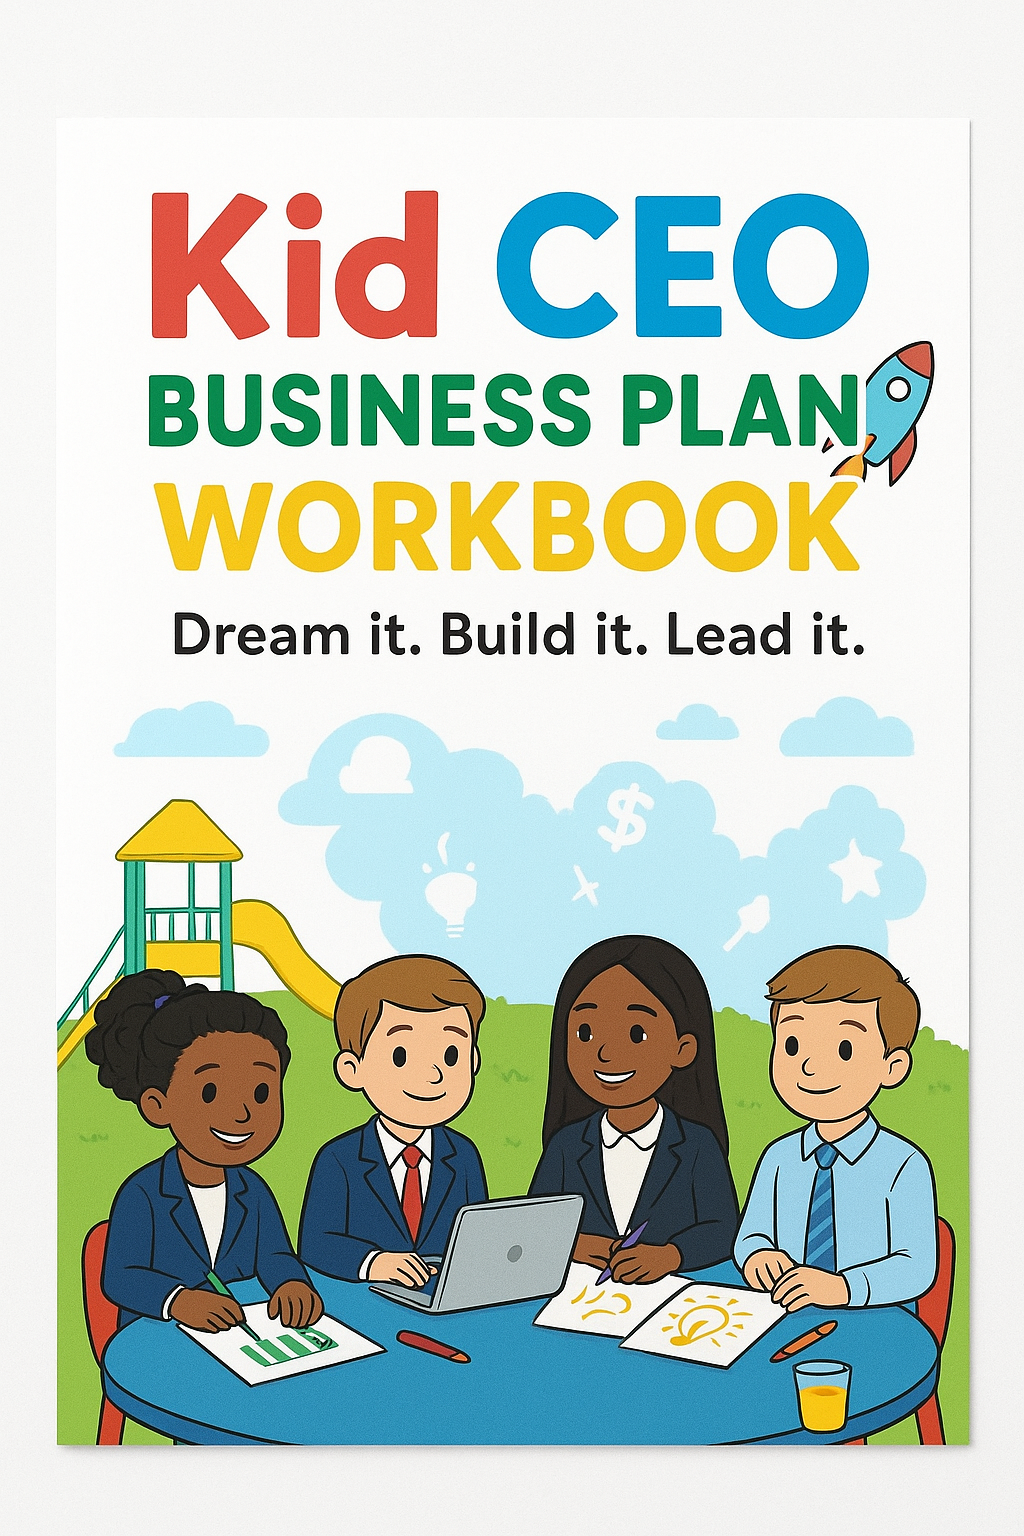 Kid CEO
BUSINESS PLAN
WORKBOOK
Dream it. Build it. Lead it.
$